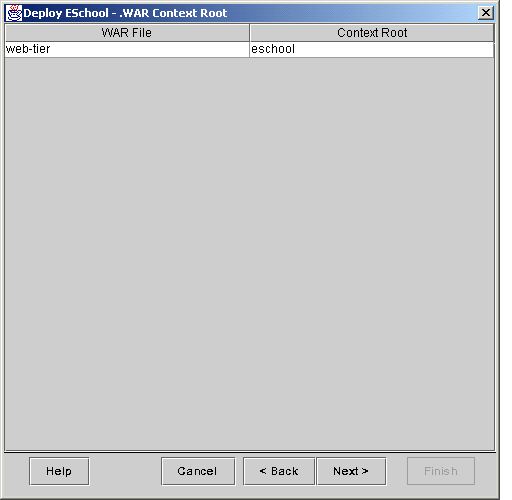 Deploy ESchool - .WAR Context Root
WAR File Context Root
web-tier eschool
Help Cancel < Back Next > Finish